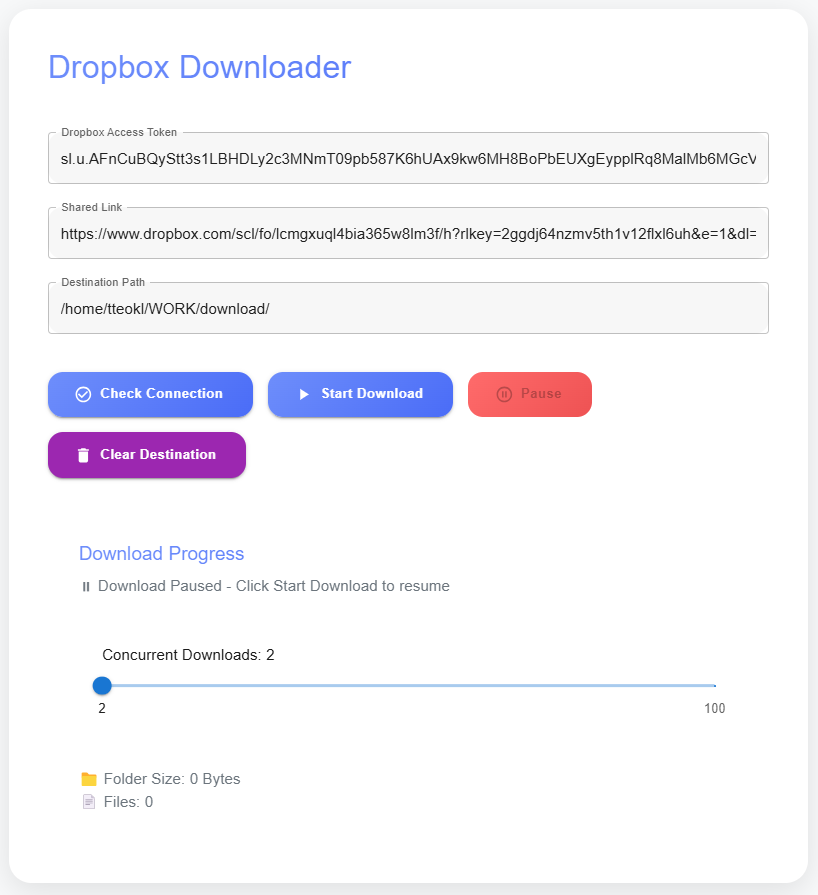 Dropbox Downloader
Dropbox Access Token
sl.u.AFnCuBQyStt3s1LBHDLy2c3MNmT09pb587K6hUAx9kw6MH8BoPbEUXgEypplRq8MalMb6MGcV
Shared Link
https://www.dropbox.com/scl/fo/lcmgxuql4bia365w8lm3f/h?rlkey=2ggdj64nzmv5th1v12flxl6uh&e=1&dl=
Destination Path
/home/tteokl/WORK/download/
Check Connection Start Download Pause
Clear Destination
Download Progress
Download Paused - Click Start Download to resume
Concurrent Downloads: 2
2 100
Folder Size: 0 Bytes
Files: 0